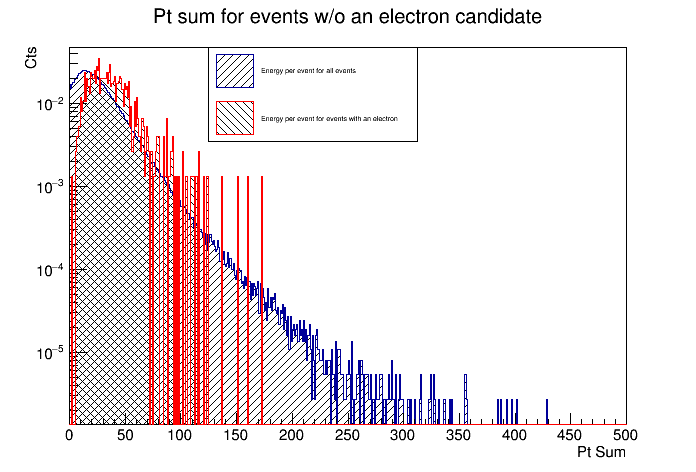 Pt sum for events w/o an electron candidate
Cts
Energy per event for all events
Energy per event for events with an electron
10⁻²
10⁻³
10⁻⁴
10⁻⁵
0 50 100 150 200 250 300 350 400 450 500
Pt Sum